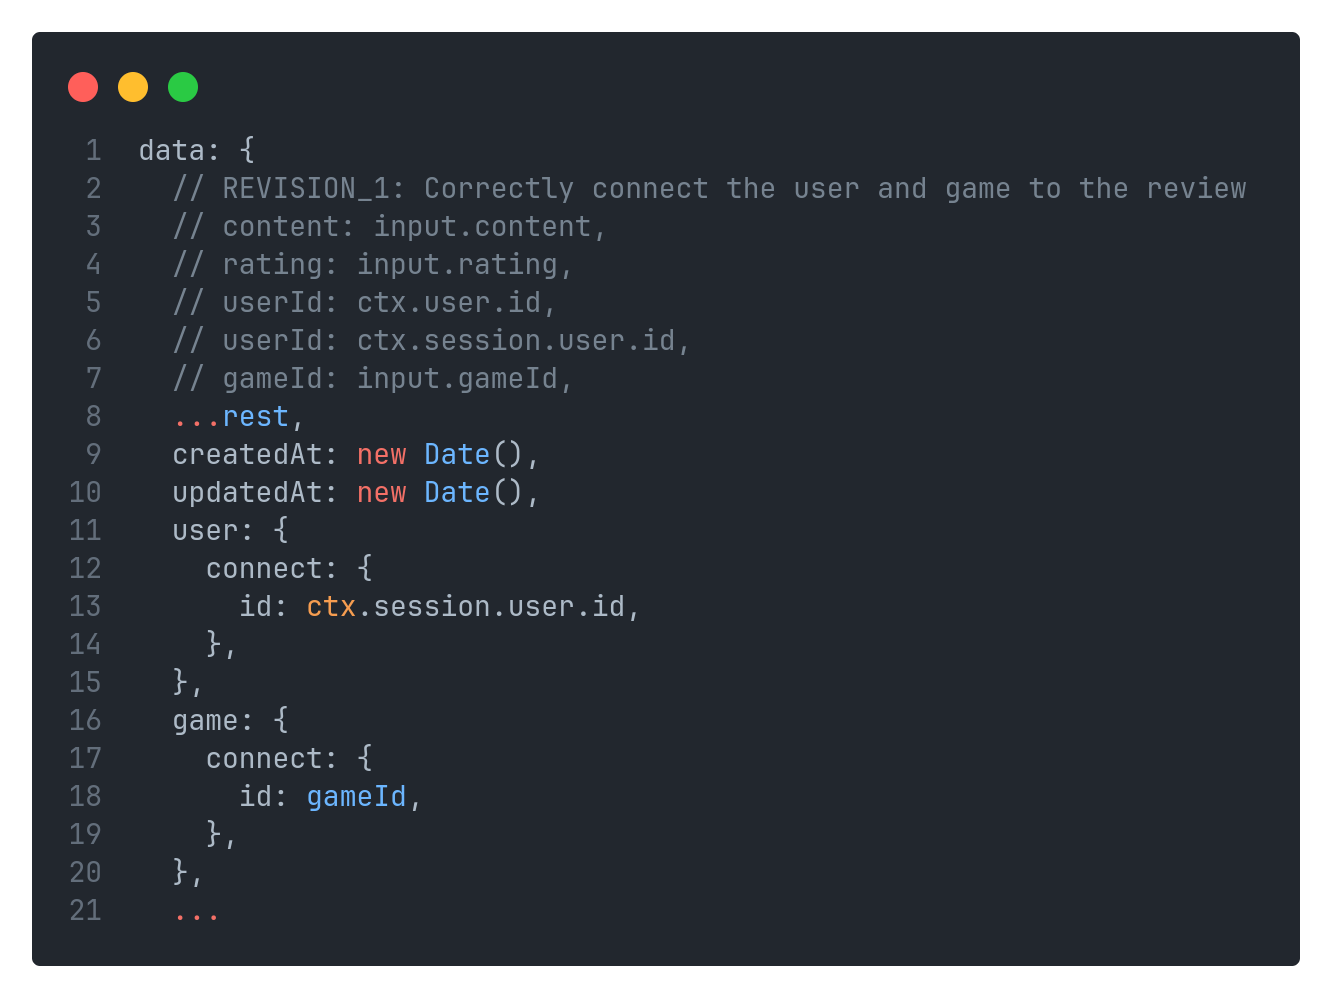 1 data: {
2   // REVISION_1: Correctly connect the user and game to the review
3   // content: input.content,
4   // rating: input.rating,
5   // userId: ctx.user.id,
6   // userId: ctx.session.user.id,
7   // gameId: input.gameId,
8   ...rest,
9   createdAt: new Date(),
10   updatedAt: new Date(),
11   user: {
12     connect: {
13       id: ctx.session.user.id,
14     },
15   },
16   game: {
17     connect: {
18       id: gameId,
19     },
20   },
21   ...